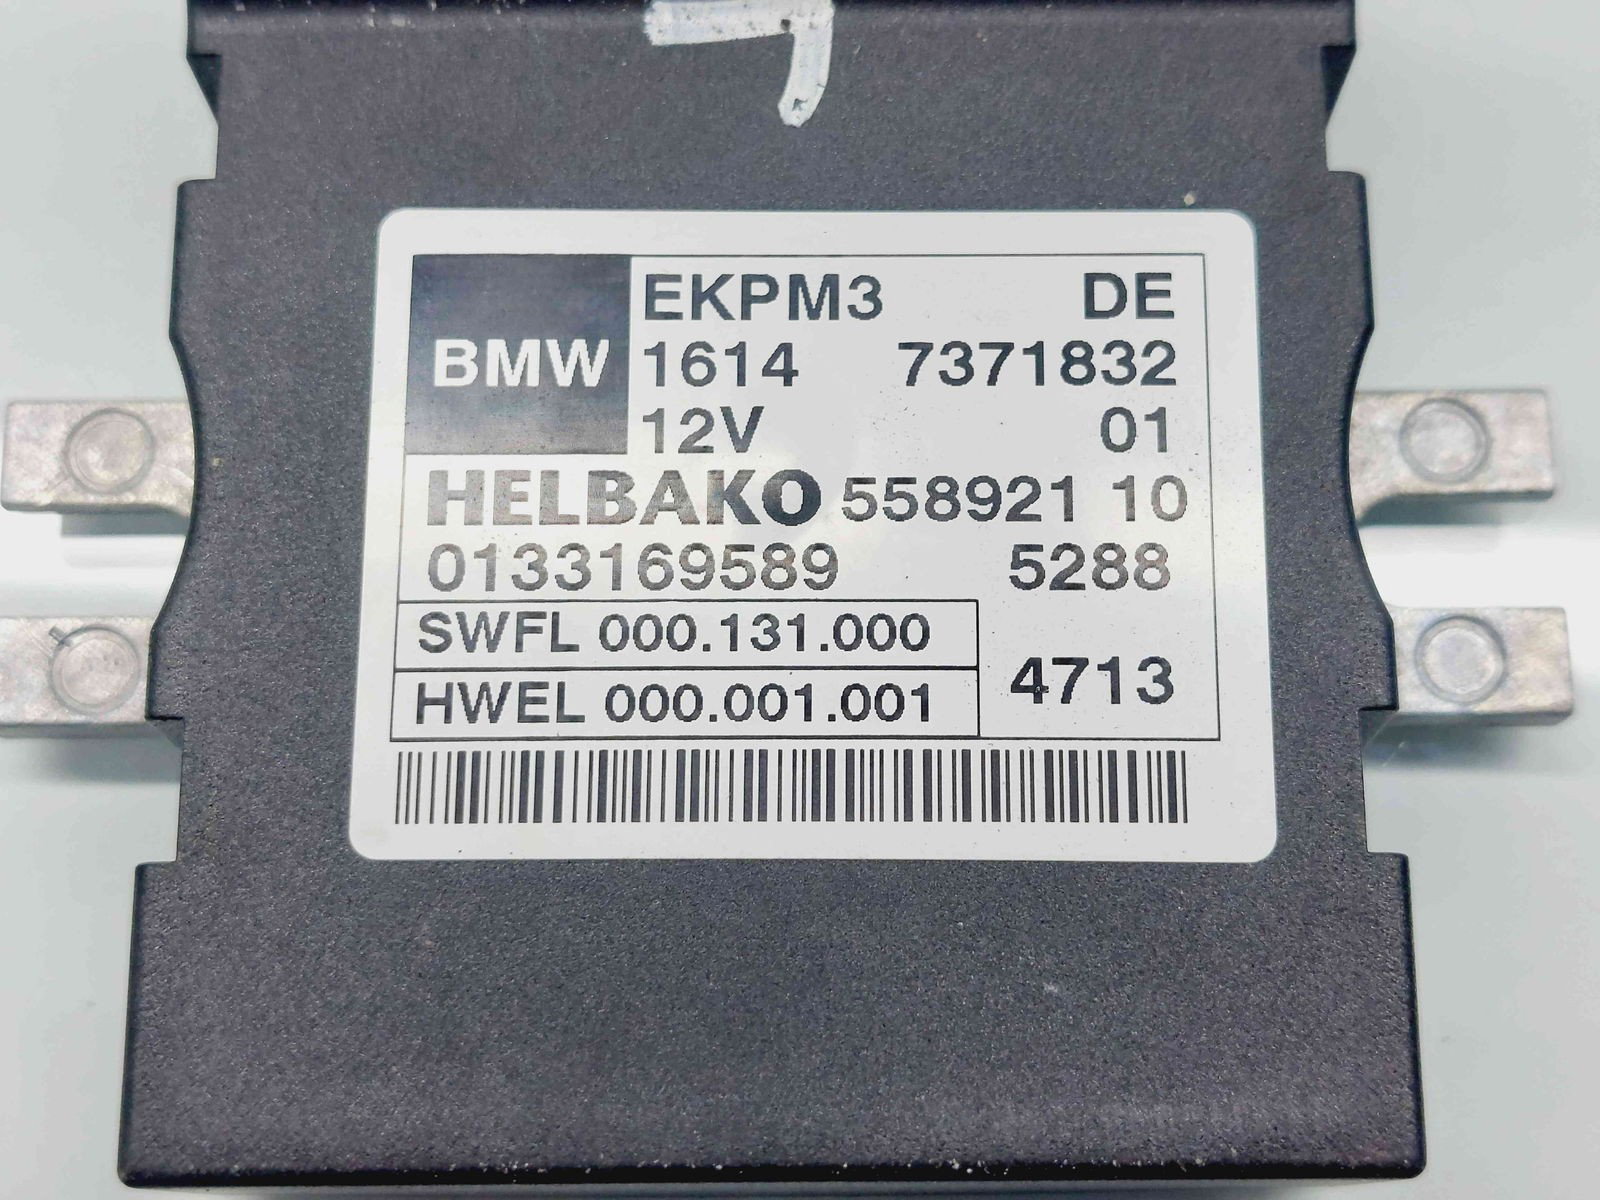 EKPM3 DE
BMW 1614 7371832
12V 01
HELBAKO 558921 10
0133169589 5288
SWFL 000.131.000
4713
HWEL 000.001.001